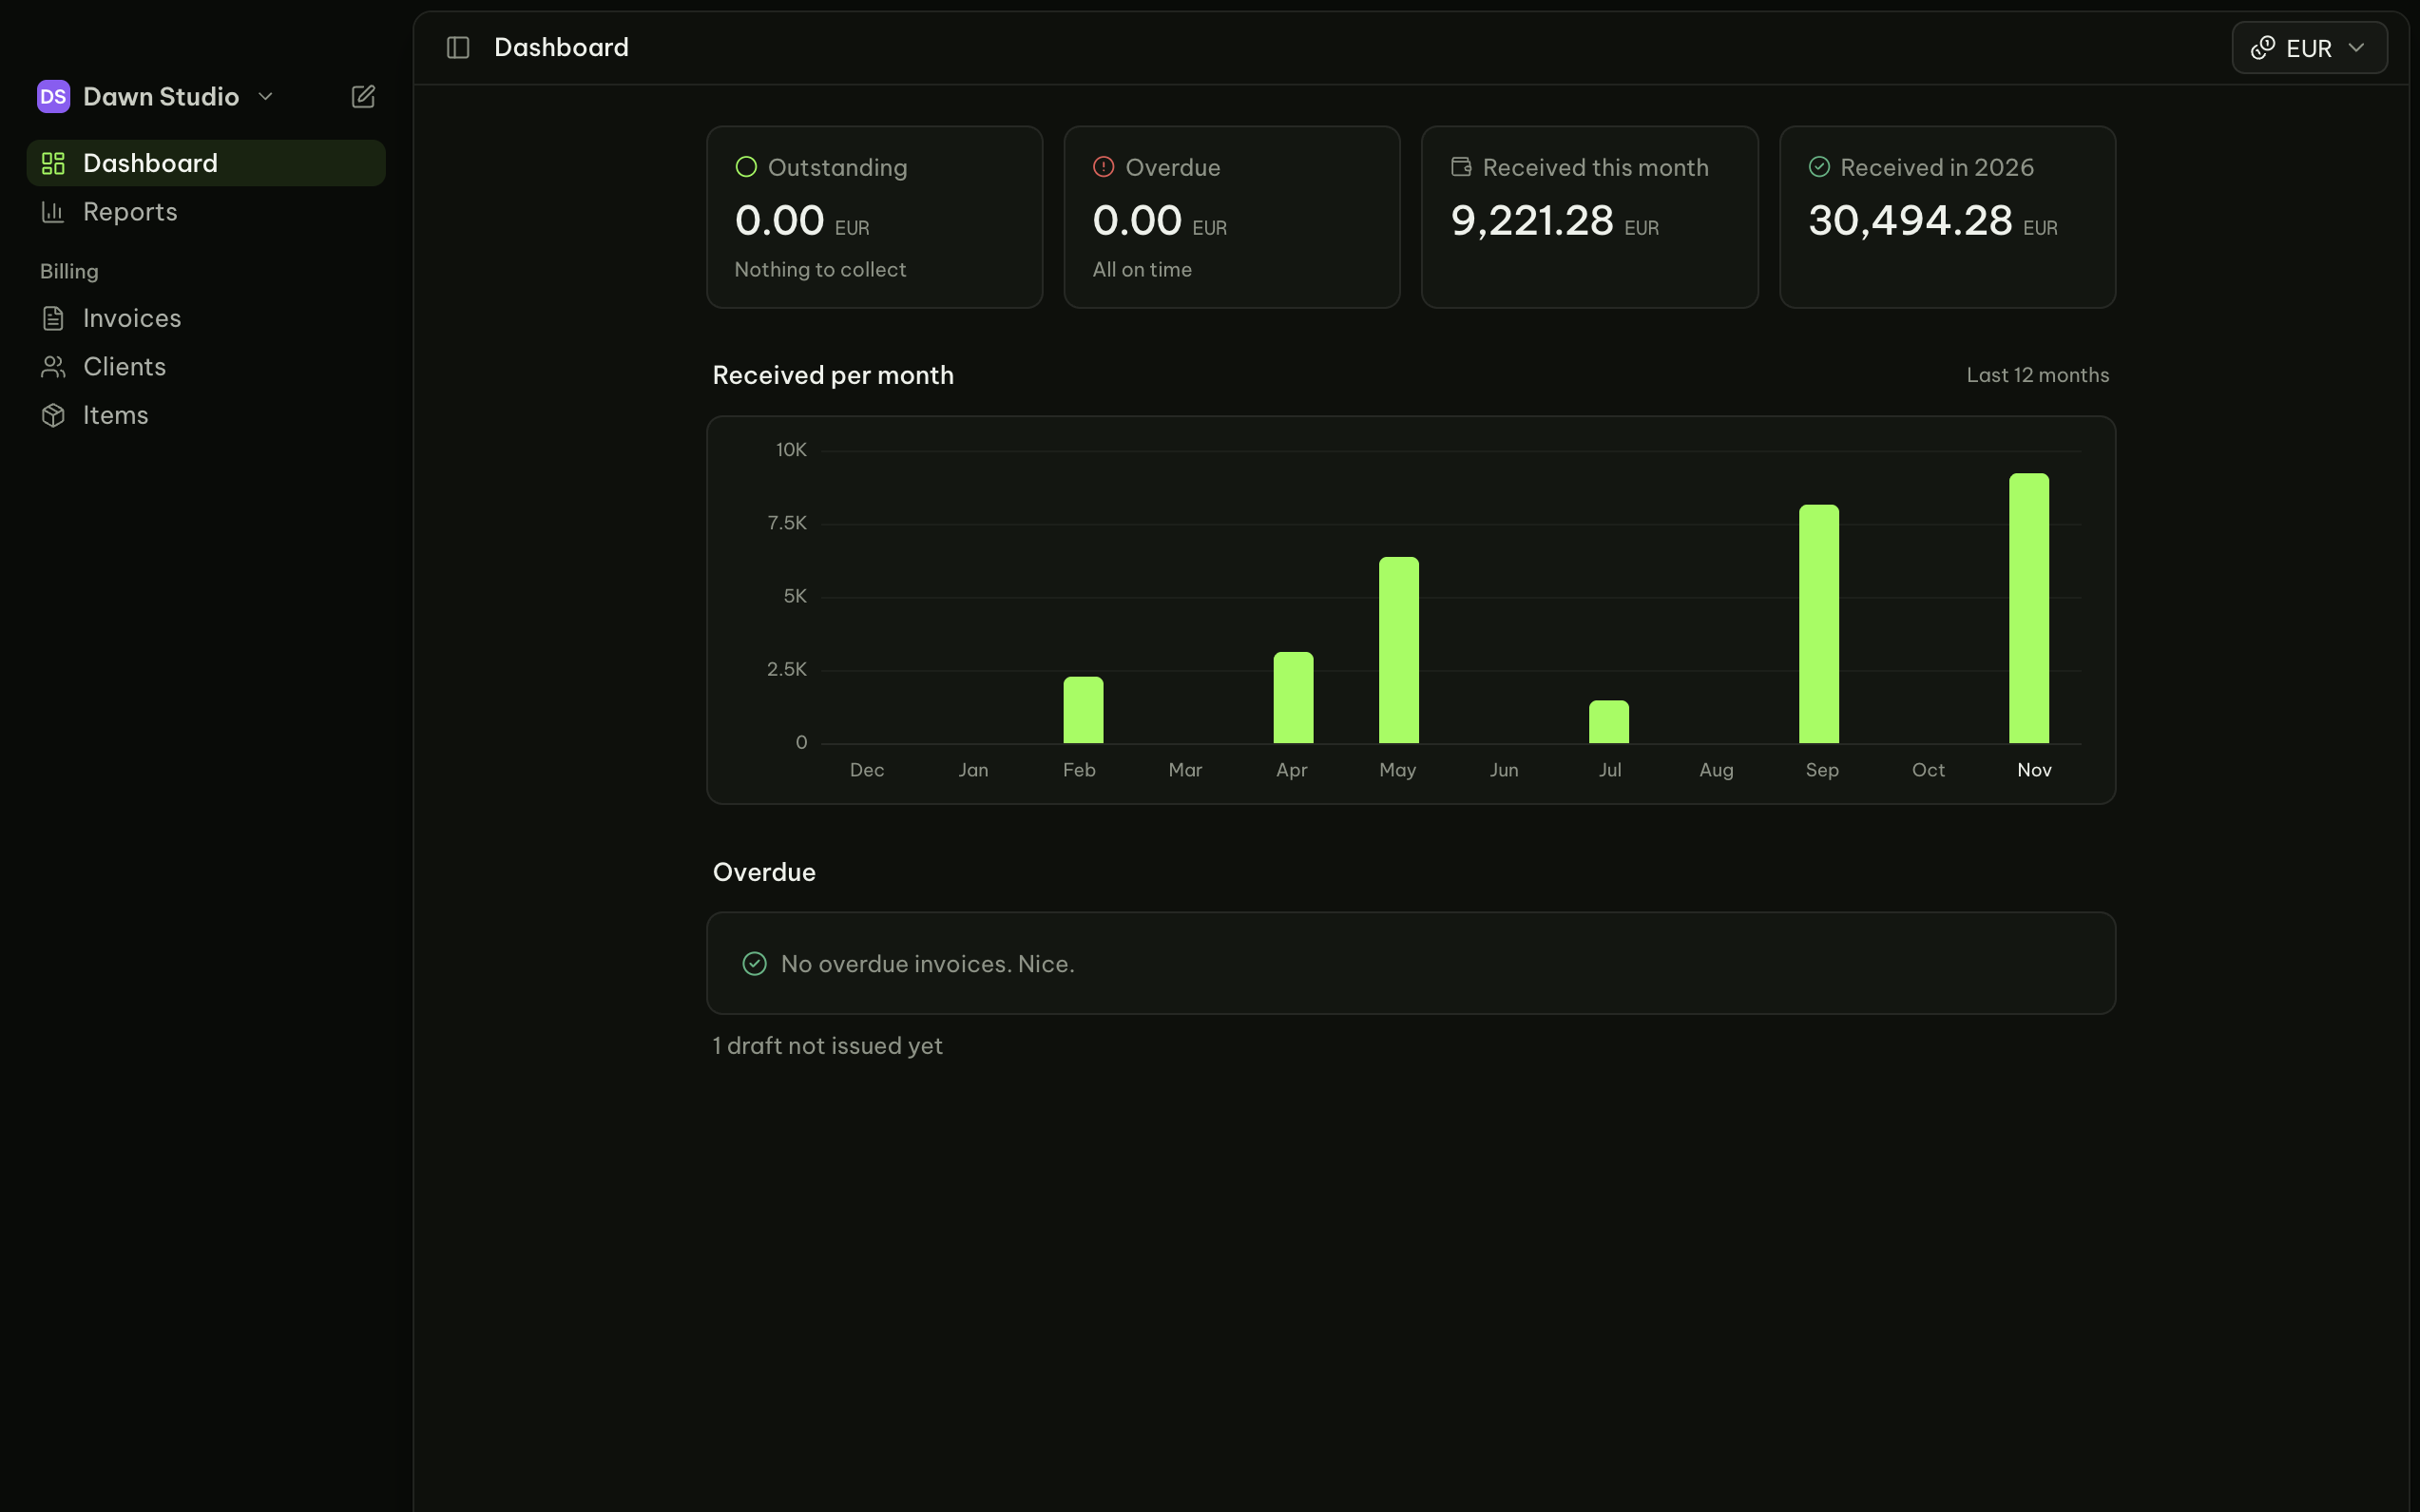 DS Dawn Studio
Dashboard
Reports
Billing
Invoices
Clients
Items
Dashboard
EUR
Outstanding
0.00 EUR
Nothing to collect
Overdue
0.00 EUR
All on time
Received this month
9,221.28 EUR
Received in 2026
30,494.28 EUR
Received per month
Last 12 months
10K
7.5K
5K
2.5K
0
Dec Jan Feb Mar Apr May Jun Jul Aug Sep Oct Nov
Overdue
No overdue invoices. Nice.
1 draft not issued yet